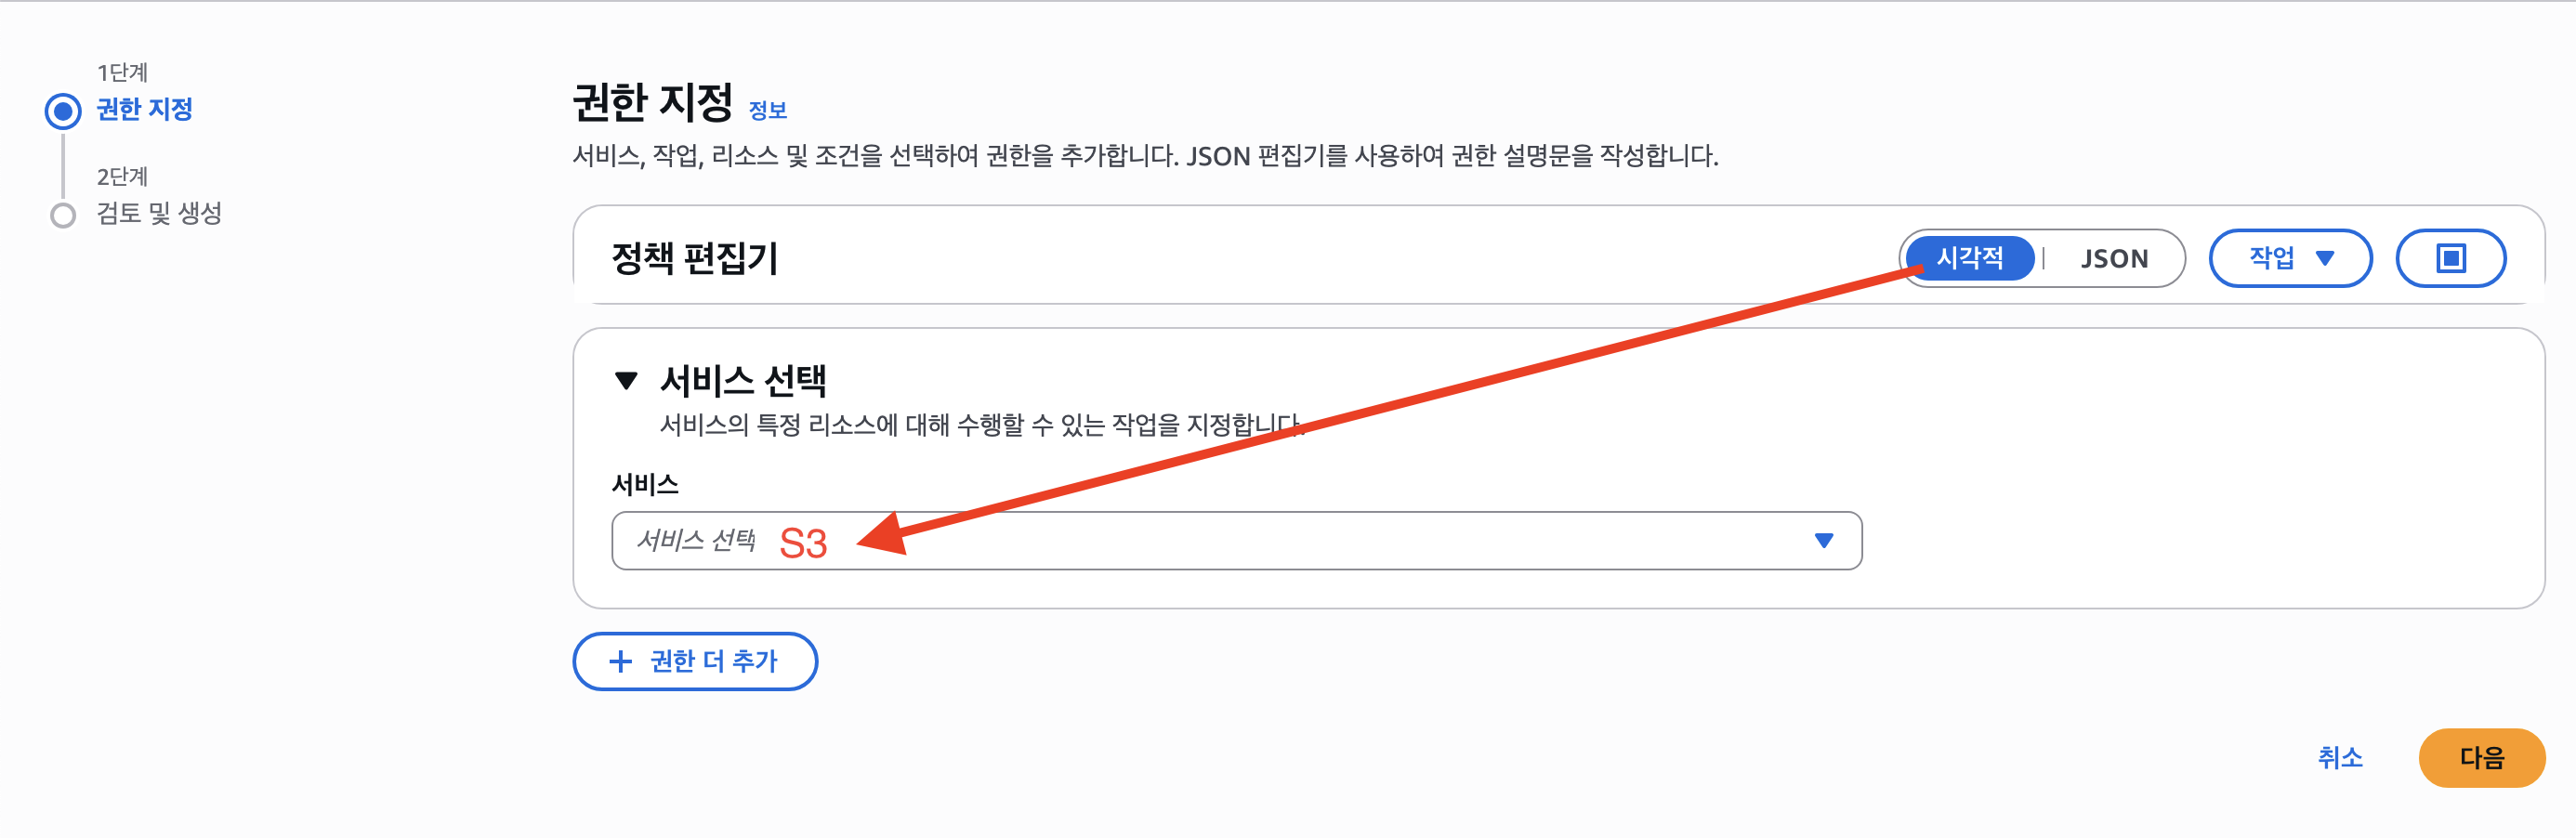 1단계
권한 지정
2단계
검토 및 생성
권한 지정 정보
서비스, 작업, 리소스 및 조건을 선택하여 권한을 추가합니다. JSON 편집기를 사용하여 권한 설명문을 작성합니다.
정책 편집기
시각적 | JSON
작업
서비스 선택
서비스의 특정 리소스에 대해 수행할 수 있는 작업을 지정합니다.
서비스
서비스 선택 S3
+ 권한 더 추가
취소
다음